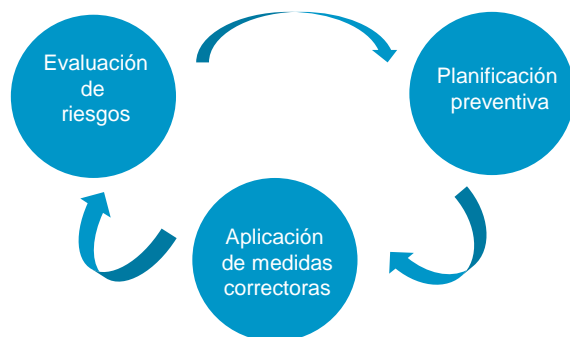 Evaluación
de
riesgos
Planificación
preventiva
Aplicación
de medidas
correctoras